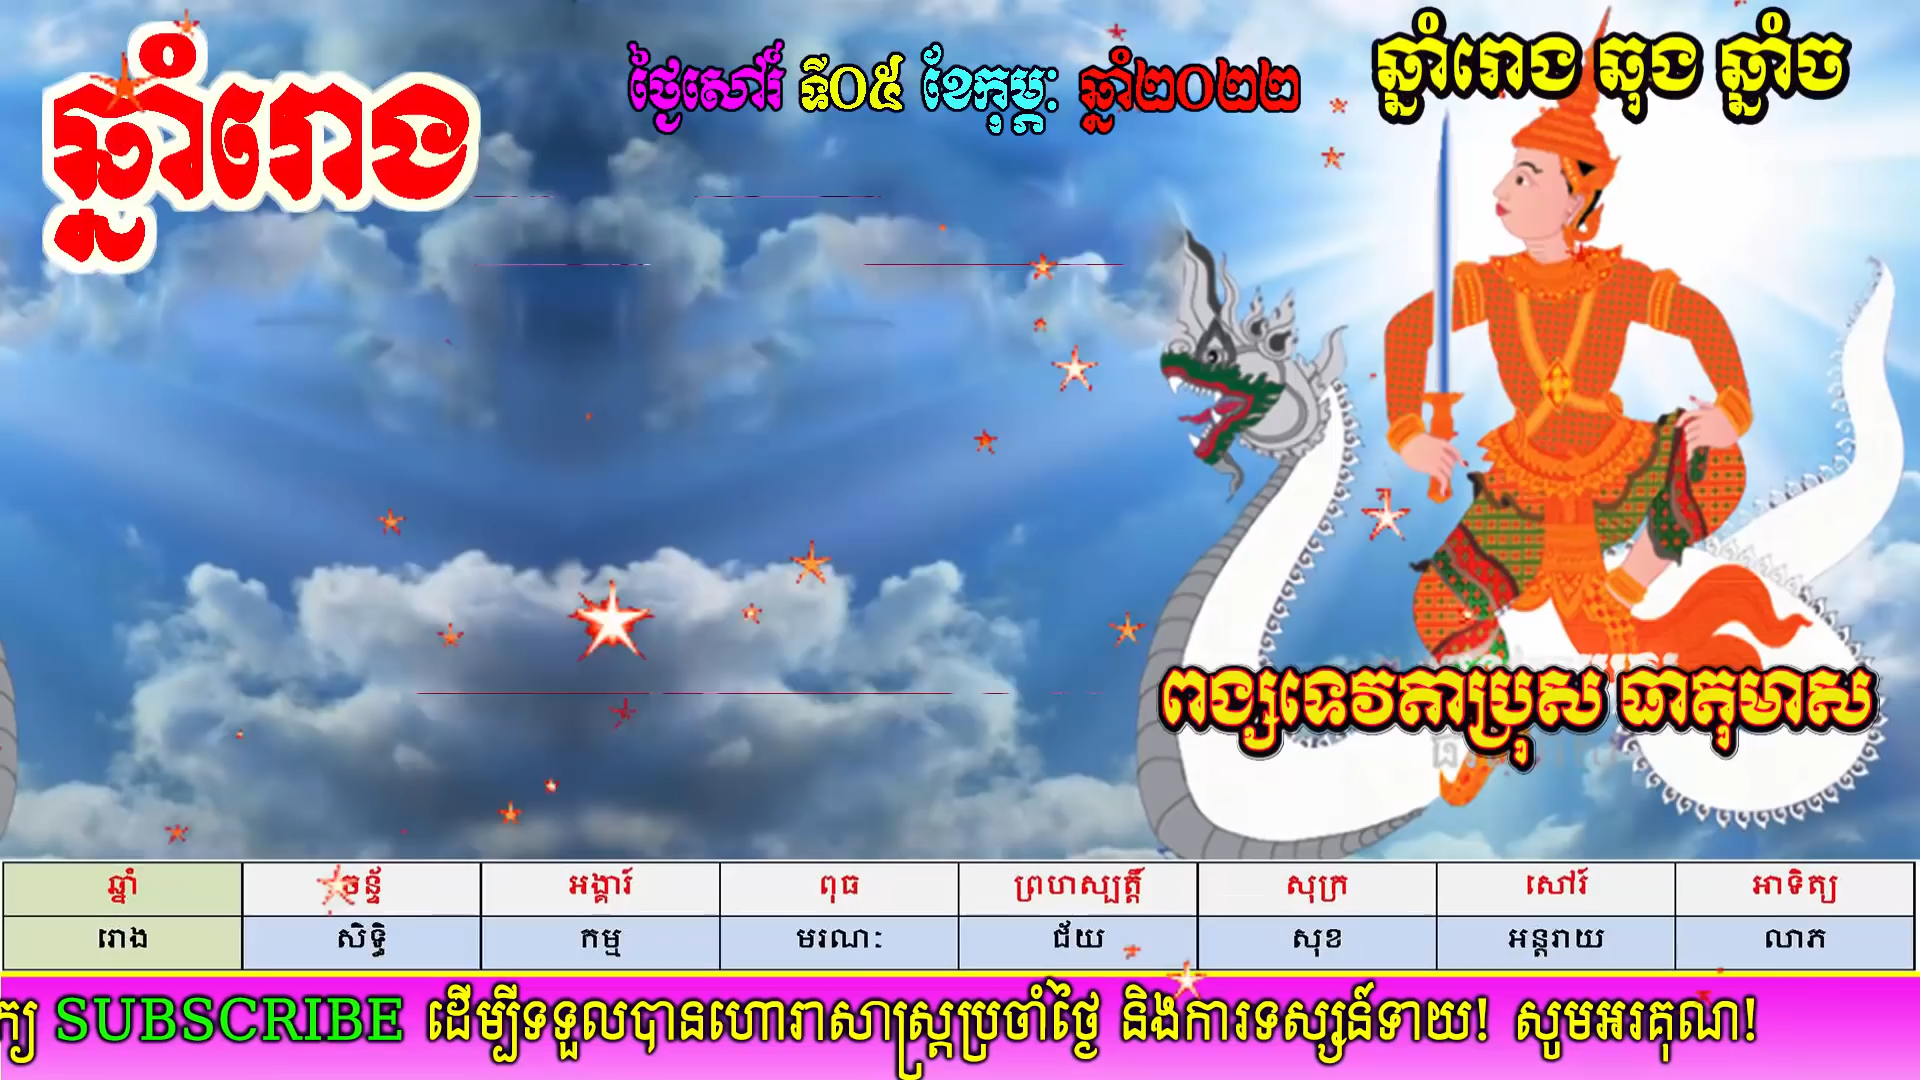 ឆ្នាំរោង
ថ្ងៃសៅរ៍ ទី០៥ ខែកុម្ភៈ ឆ្នាំ២០២២
ឆ្នាំរោង ឆុង ឆ្នាំច
ពង្សទេវតាប្រុស ធាតុមាស
ឆ្នាំ ចន្ទ័ អង្គារ៍ ពុធ ព្រហស្បត្តិ៍ សុក្រ សៅរ៍ អាទិត្យ
រោង សិទ្ធិ កម្ម មរណៈ ជ័យ សុខ អន្តរាយ លាភ
SUBSCRIBE ដើម្បីទទួលបានហោរាសាស្ត្រប្រចាំថ្ងៃ និងការទស្សន៍ទាយ! សូមអរគុណ!